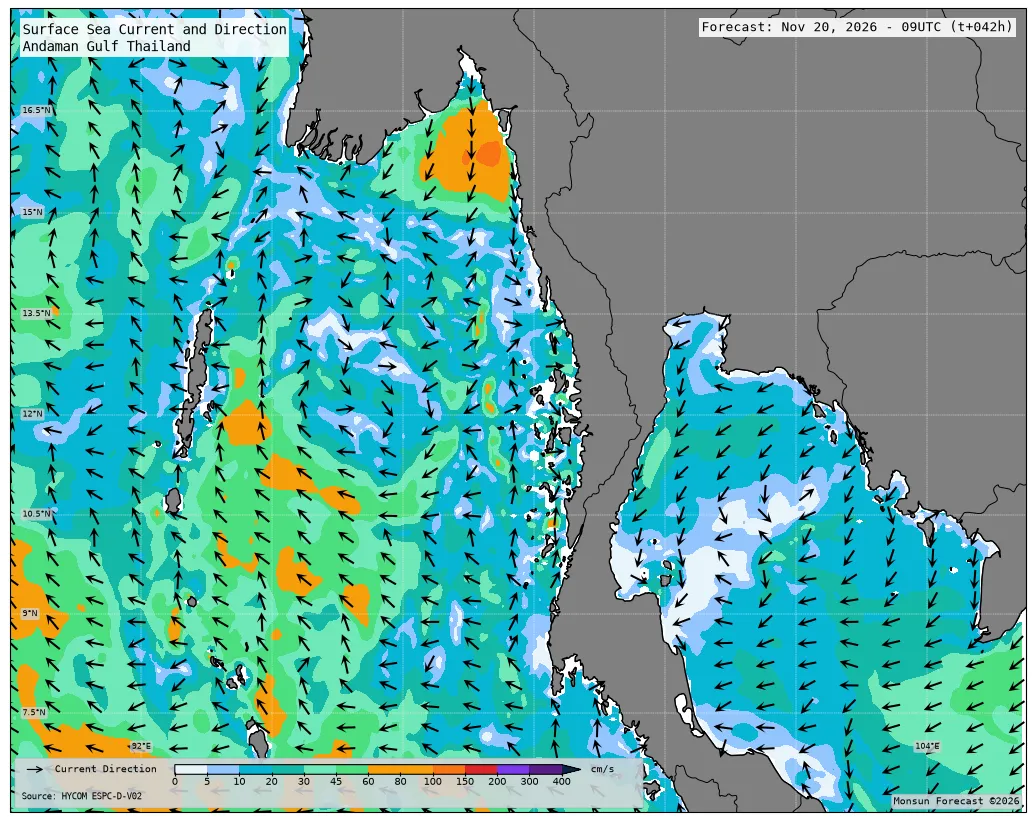 Surface Sea Current and Direction
Andaman Gulf Thailand
Forecast: Nov 20, 2026 - 09UTC (t+042h)
16.5°N
15°N
13.5°N
12°N
10.5°N
9°N
7.5°N
92°E
104°E
Current Direction
cm/s
0 5 10 20 30 45 60 80 100 150 200 300 400
Source: HYCOM ESPC-D-V02
Monsun Forecast ©2026